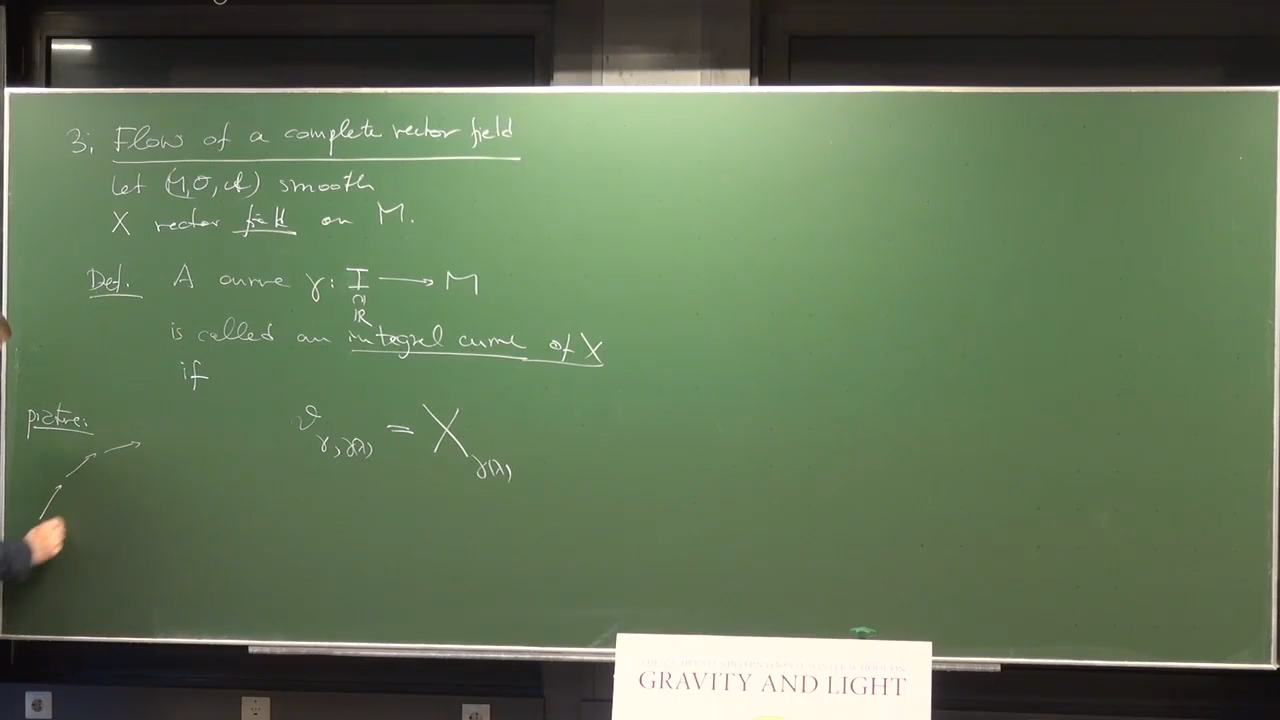 3, Flow of a complete vector field
Let (M,O,A) smooth
X vector field on M.
Def. A curve γ: I → M
∩
ℝ
is called an integral curve of X
if
picture:
𝜗_{γ,γ(λ)} = X_{γ(λ)}
GRAVITY AND LIGHT